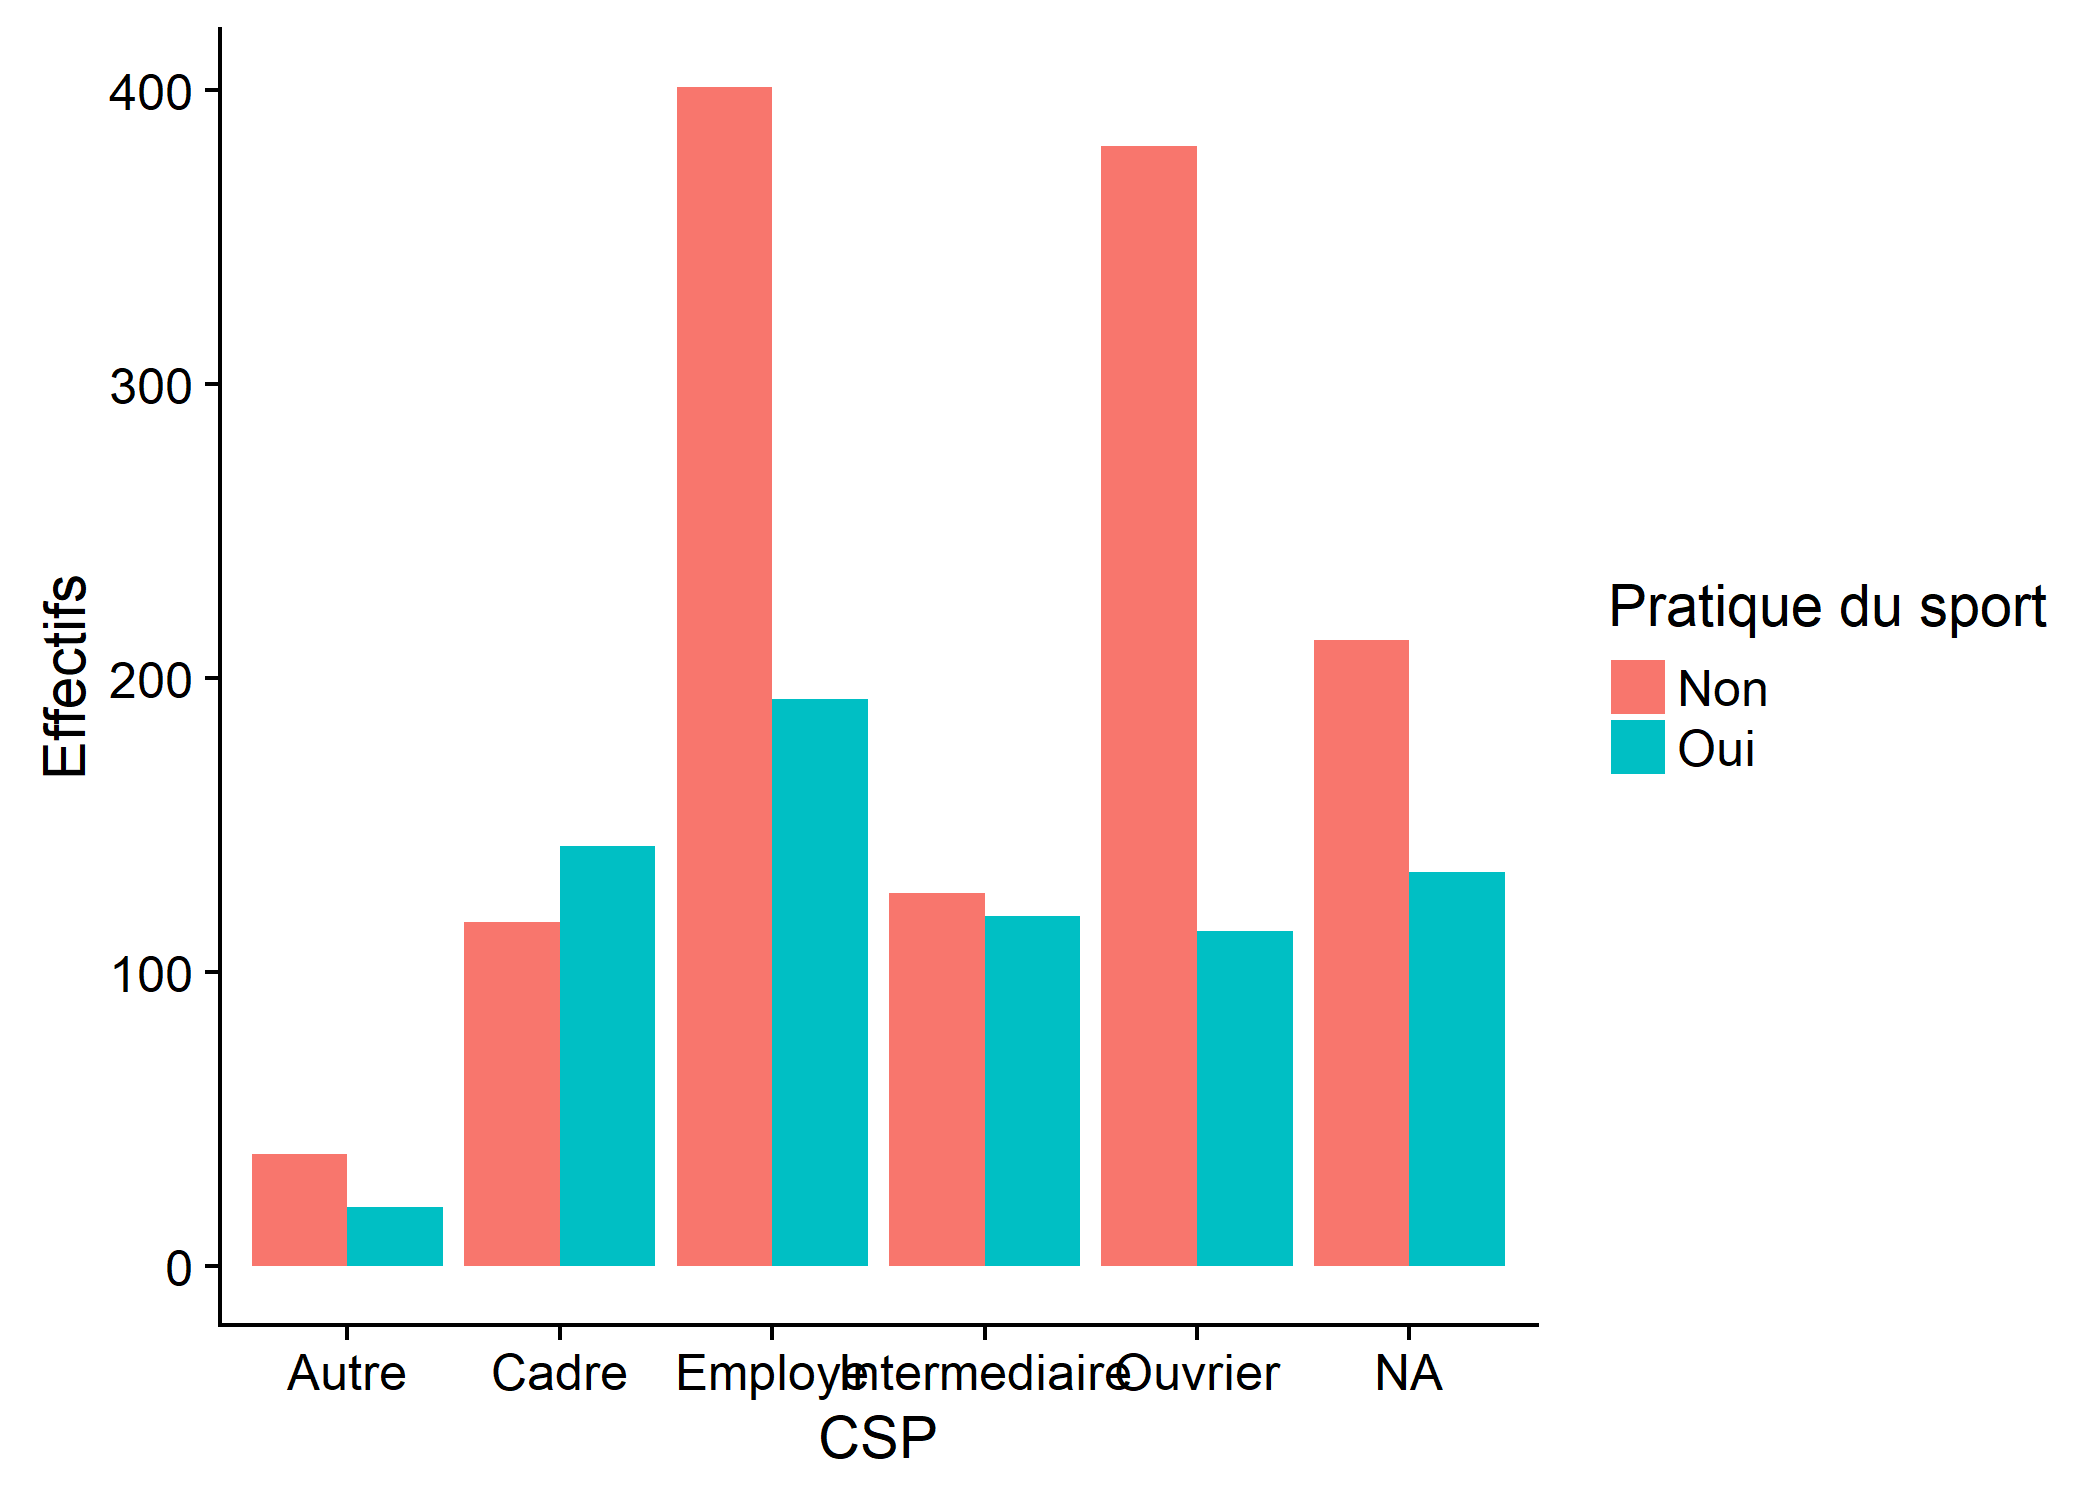 400
300
200
100
0
Effectifs
Autre Cadre Employe Intermediaire Ouvrier NA
CSP
Pratique du sport
Non
Oui